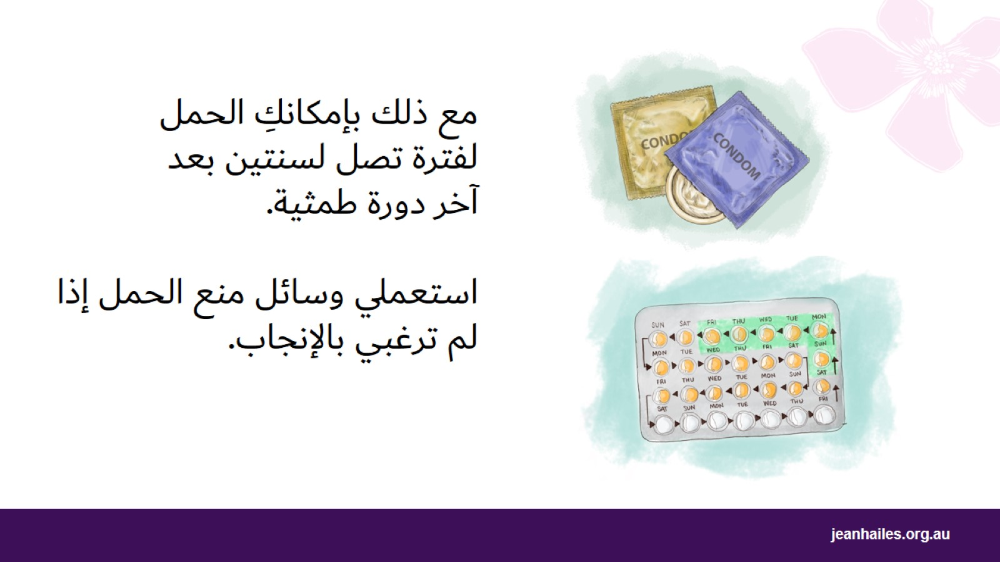 مع ذلك بإمكانكِ الحمل
لفترة تصل لسنتين بعد
آخر دورة طمثية.
استعملي وسائل منع الحمل إذا
لم ترغبي بالإنجاب.
CONDOM
CONDOM
SUN SAT FRI THU WED TUE MON
MON TUE WED THU FRI SAT SUN
FRI THU WED TUE MON SUN SAT
SAT SUN MON TUE WED THU FRI
jeanhailes.org.au